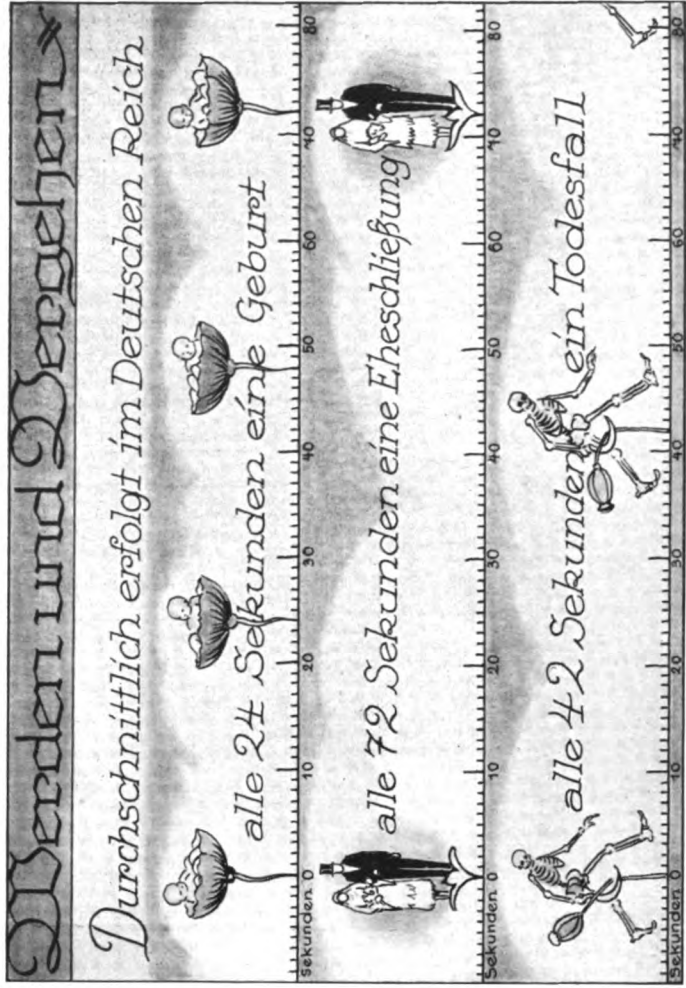 Werden und Vergehen
Durchschnittlich erfolgt im Deutschen Reich
alle 24 Sekunden eine Geburt
Sekunden 0 10 20 30 40 50 60 70 80
alle 72 Sekunden eine Eheschließung
Sekunden 0 10 20 30 40 50 60 70 80
alle 42 Sekunden ein Todesfall
Sekunden 0 10 20 30 40 50 60 70 80